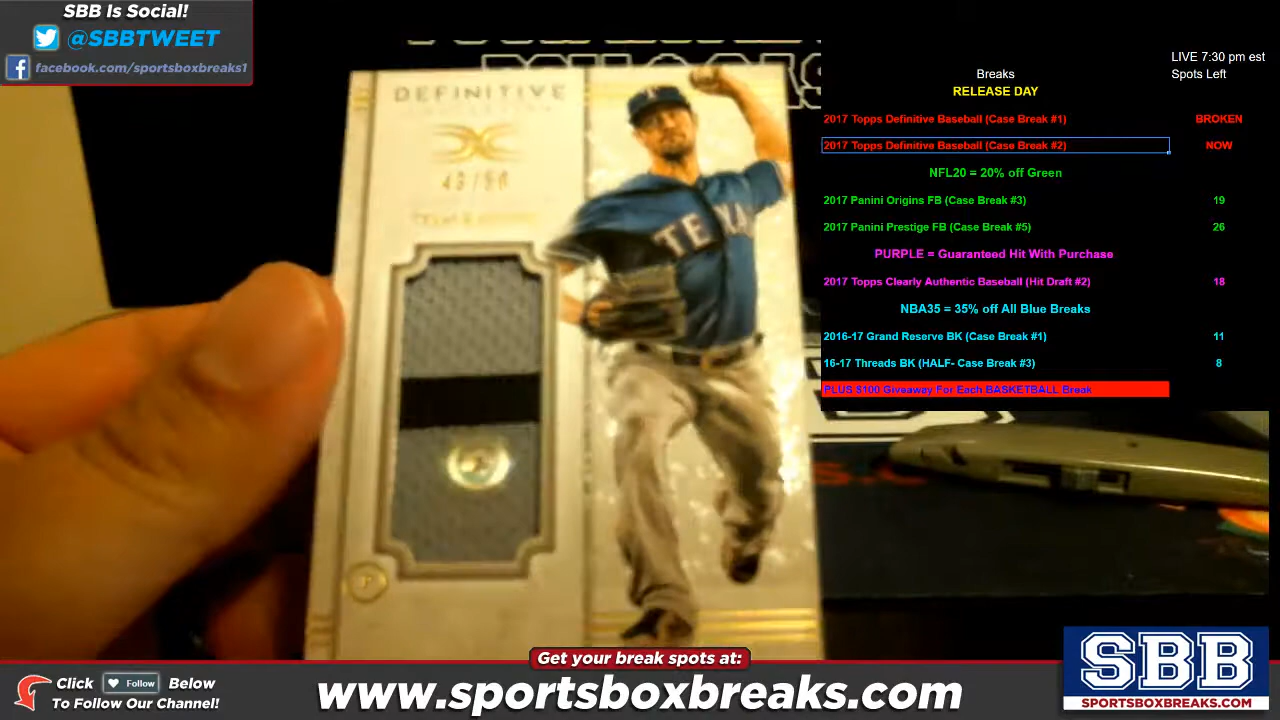 SBB Is Social!
@SBBTWEET
facebook.com/sportsboxbreaks1
LIVE 7:30 pm est
Breaks Spots Left
RELEASE DAY
2017 Topps Definitive Baseball (Case Break #1) BROKEN
2017 Topps Definitive Baseball (Case Break #2) NOW
NFL20 = 20% off Green
2017 Panini Origins FB (Case Break #3) 19
2017 Panini Prestige FB (Case Break #5) 26
PURPLE = Guaranteed Hit With Purchase
2017 Topps Clearly Authentic Baseball (Hit Draft #2) 18
NBA35 = 35% off All Blue Breaks
2016-17 Grand Reserve BK (Case Break #1) 11
16-17 Threads BK (HALF- Case Break #3) 8
PLUS $100 Giveaway For Each BASKETBALL Break
DEFINITIVE
TEXA
P
Get your break spots at:
www.sportsboxbreaks.com
Click Follow Below
To Follow Our Channel!
SBB
SPORTSBOXBREAKS.COM